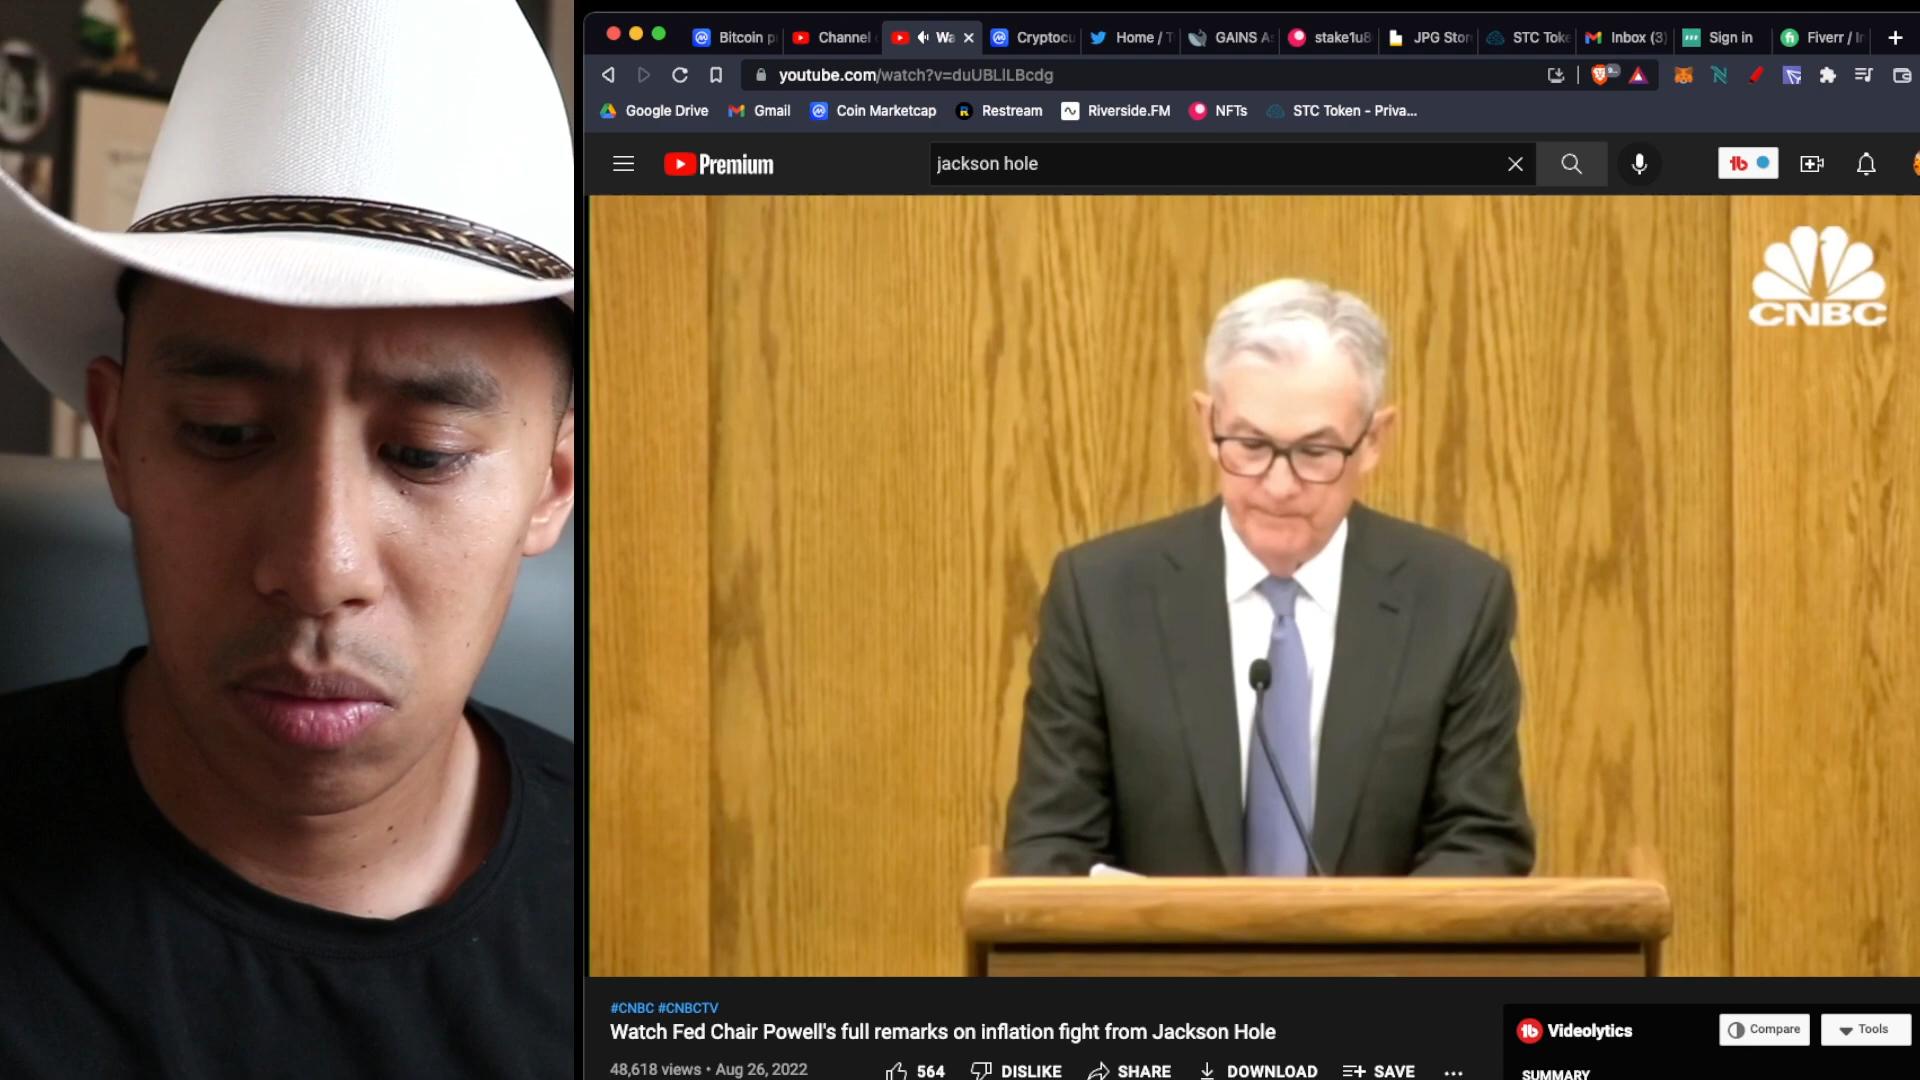 Bitcoin p
Channel
Wa
Cryptocu
Home / T
GAINS As
stake1u8
JPG Stor
STC Toke
Inbox (3)
Sign in
Fiverr / In
youtube.com/watch?v=duUBLlLBcdg
Google Drive
Gmail
Coin Marketcap
Restream
Riverside.FM
NFTs
STC Token - Priva...
Premium
jackson hole
CNBC
#CNBC #CNBCTV
Watch Fed Chair Powell's full remarks on inflation fight from Jackson Hole
48,618 views • Aug 26, 2022
564
DISLIKE
SHARE
DOWNLOAD
SAVE
Videolytics
Compare
Tools
SUMMARY